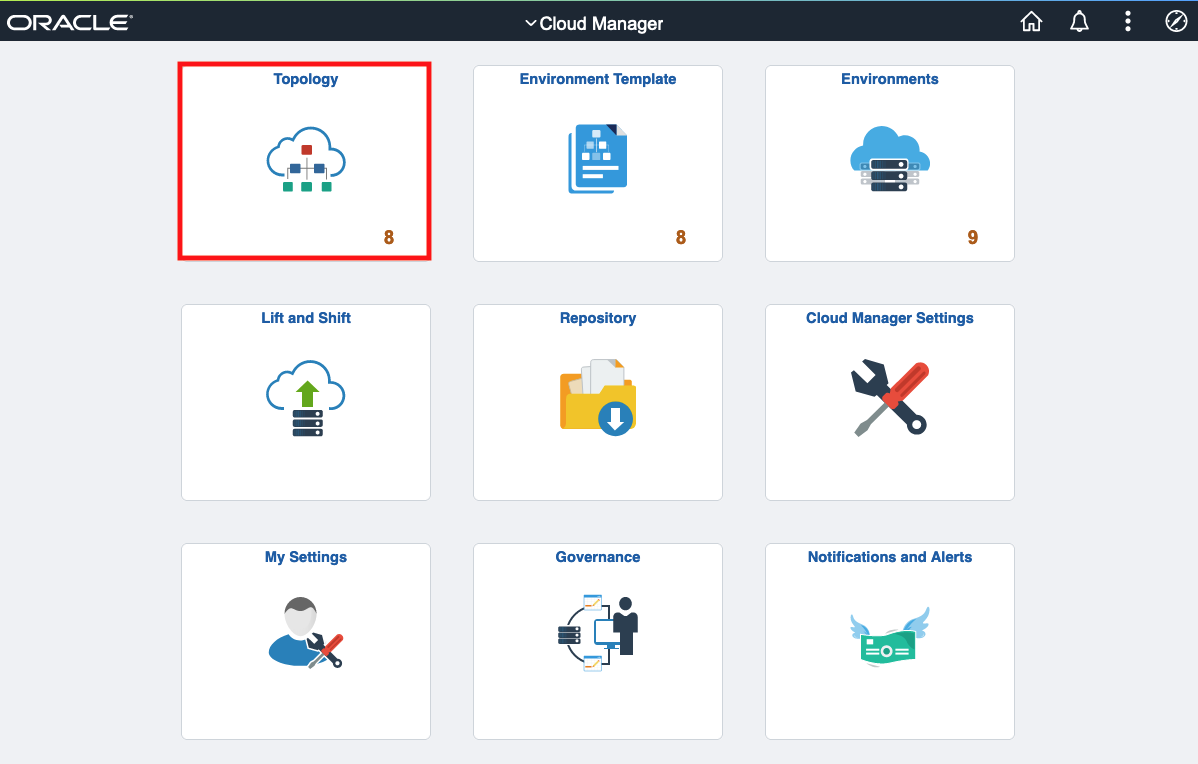 ORACLE
Cloud Manager
Topology
Environment Template
Environments
8
8
9
Lift and Shift
Repository
Cloud Manager Settings
My Settings
Governance
Notifications and Alerts